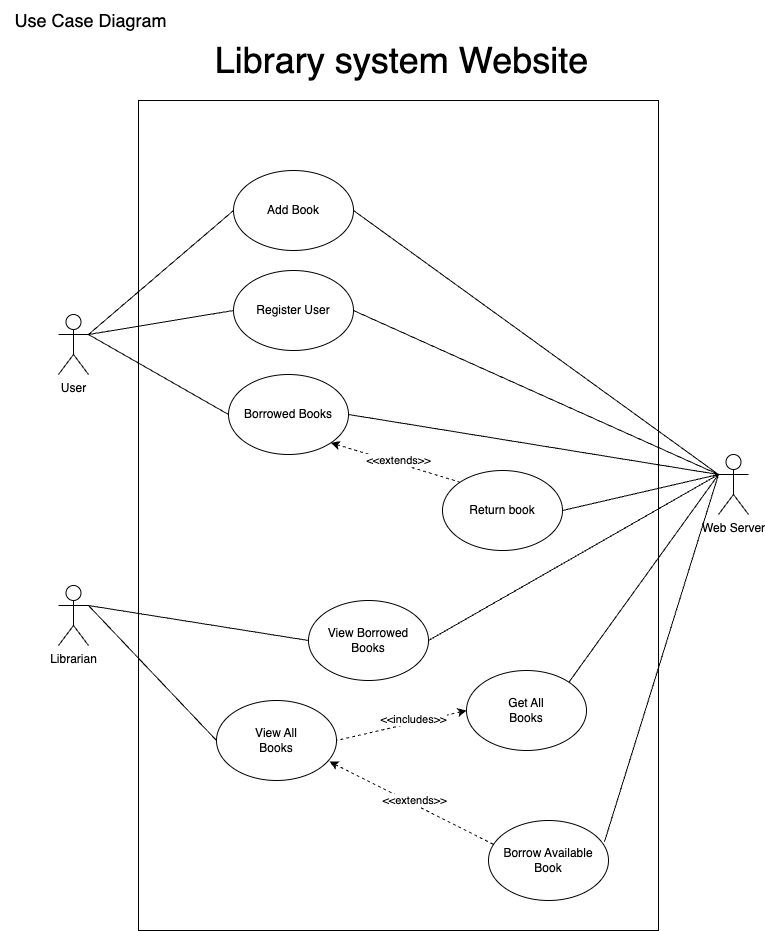 Use Case Diagram
Library system Website
Add Book
Register User
User
Borrowed Books
<<extends>>
Return book
Web Server
Librarian
View Borrowed
Books
Get All
Books
<<includes>>
View All
Books
<<extends>>
Borrow Available
Book